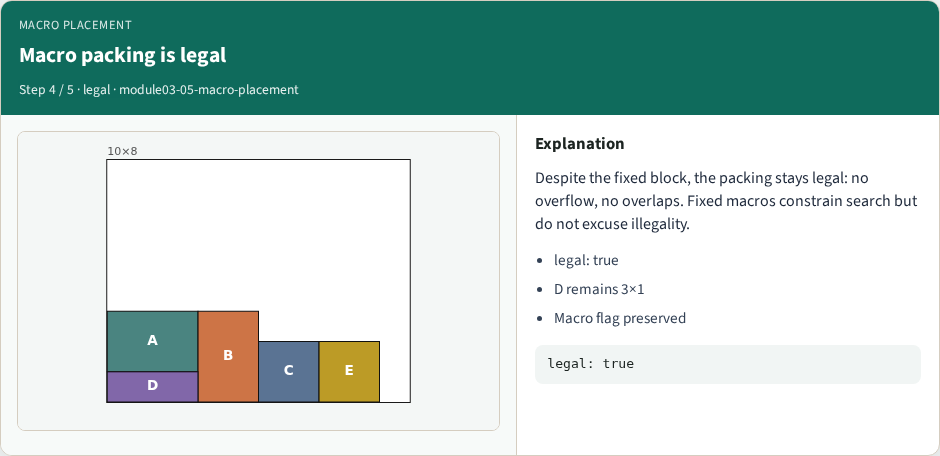 MACRO PLACEMENT
Macro packing is legal
Step 4 / 5 · legal · module03-05-macro-placement
10×8
A
B
C
E
D
Explanation
Despite the fixed block, the packing stays legal: no
overflow, no overlaps. Fixed macros constrain search but
do not excuse illegality.
• legal: true
• D remains 3×1
• Macro flag preserved
legal: true